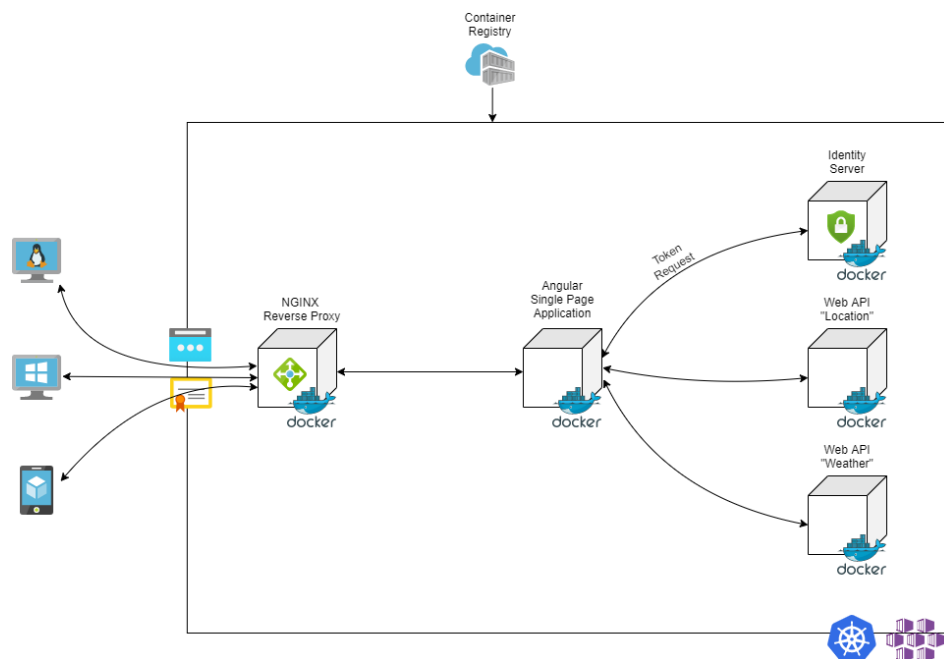 Container
Registry
Identity
Server
docker
Token
Request
NGINX
Reverse Proxy
docker
Angular
Single Page
Application
docker
Web API
"Location"
docker
Web API
"Weather"
docker